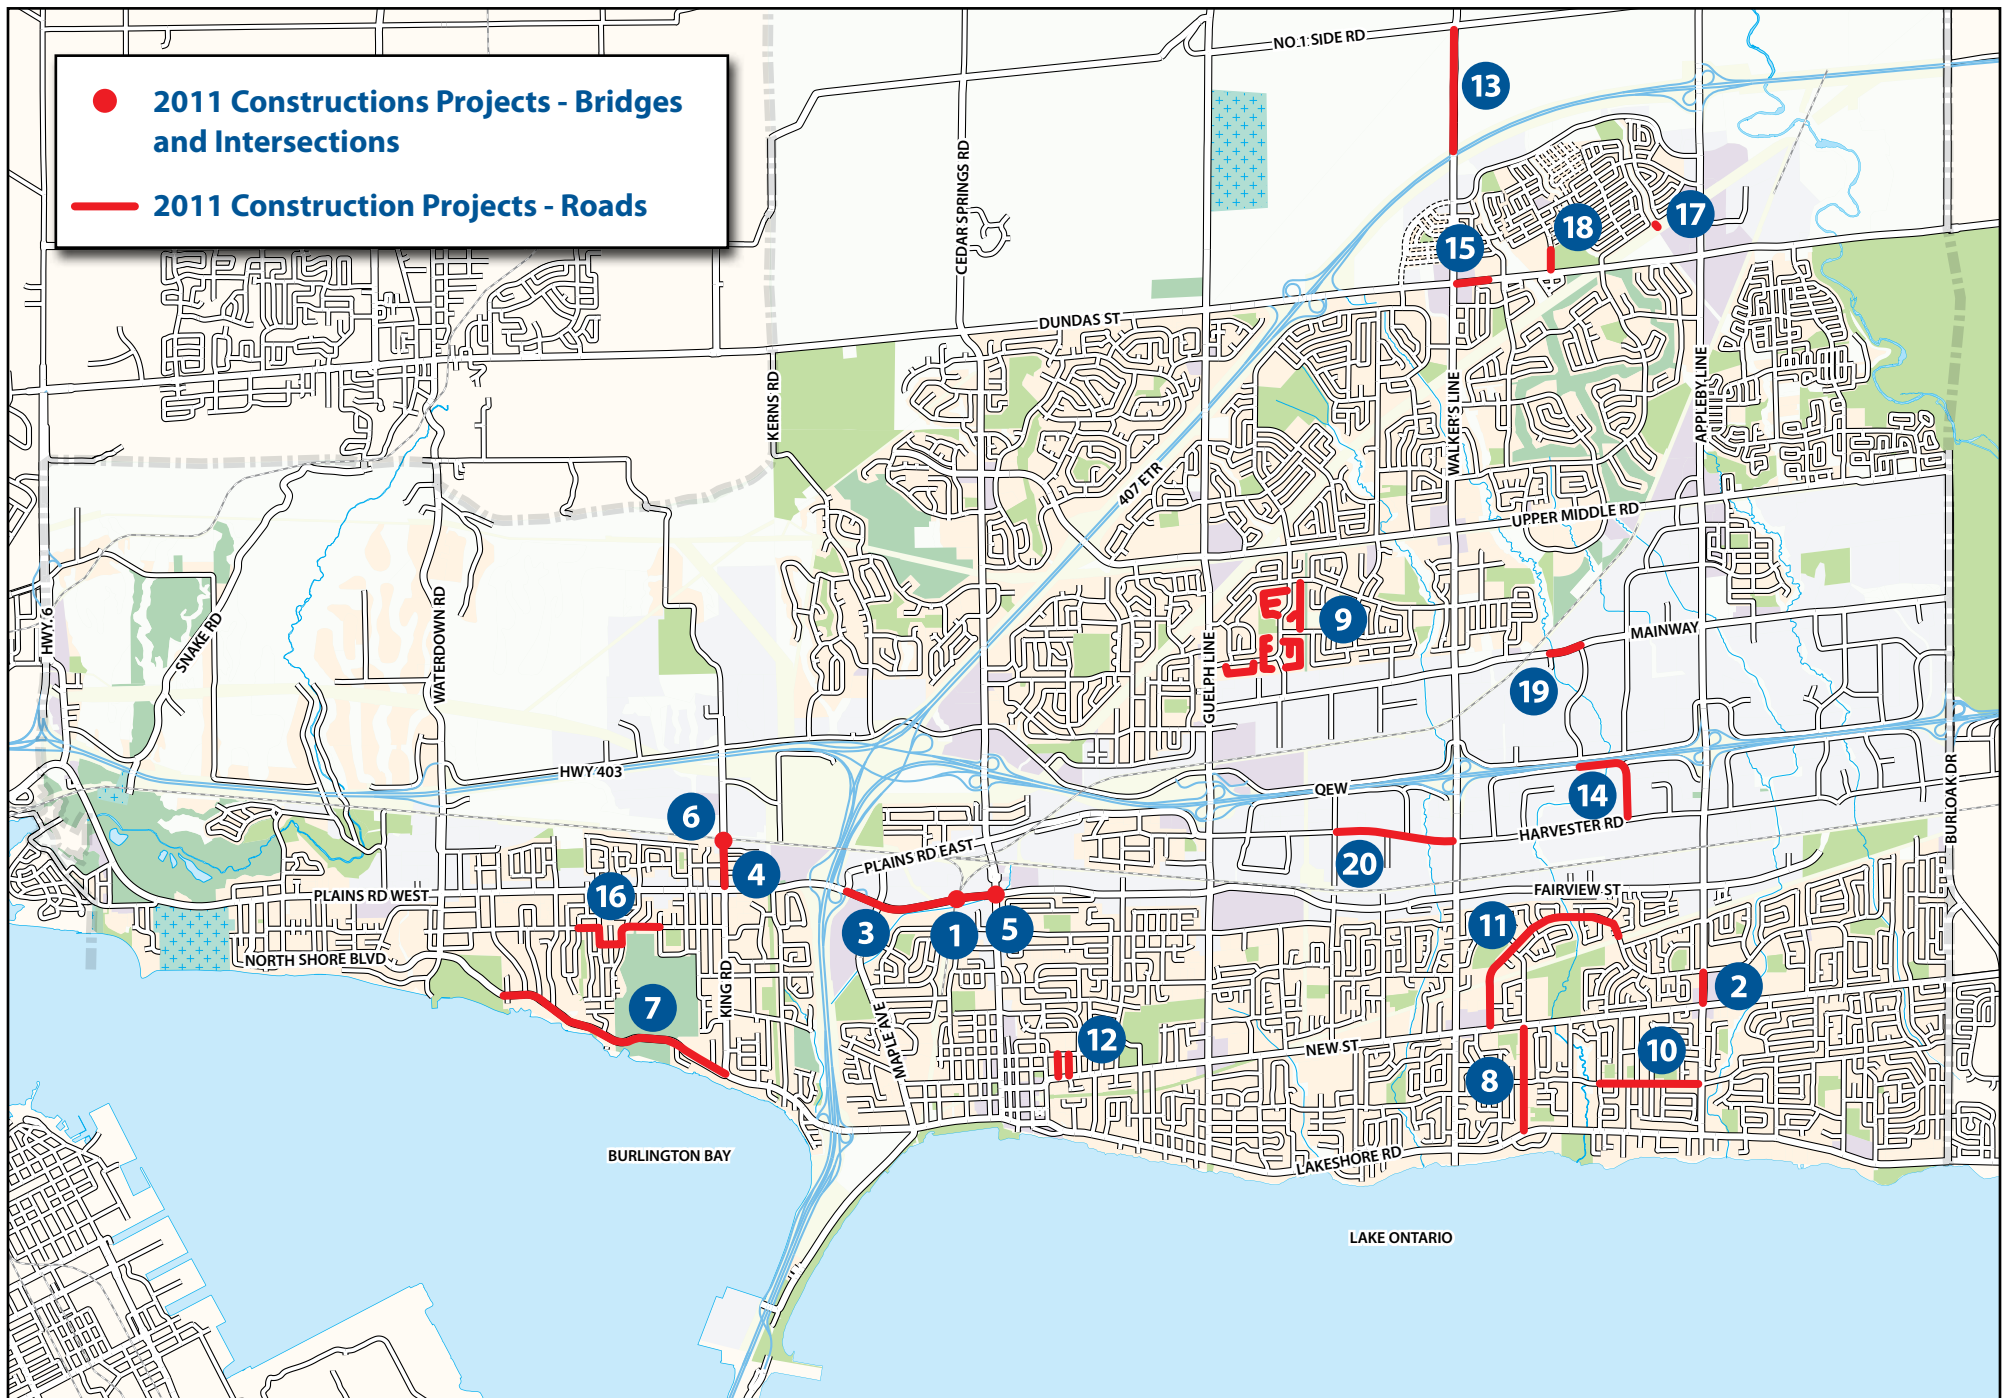 2011 Constructions Projects - Bridges
and Intersections
2011 Construction Projects - Roads
NO.1 SIDE RD
13
CEDAR SPRINGS RD
17
18
15
DUNDAS ST
KERNS RD
WALKER'S LINE
APPLEBY LINE
407 ETR
UPPER MIDDLE RD
HWY. 6
SNAKE RD
WATERDOWN RD
GUELPH LINE
9
MAINWAY
19
HWY 403
QEW
14
BURLOAK DR
6
HARVESTER RD
PLAINS RD EAST
20
4
PLAINS RD WEST
16
FAIRVIEW ST
3
1
5
11
NORTH SHORE BLVD
KING RD
2
7
MAPLE AVE
12
NEW ST
10
8
BURLINGTON BAY
LAKESHORE RD
LAKE ONTARIO